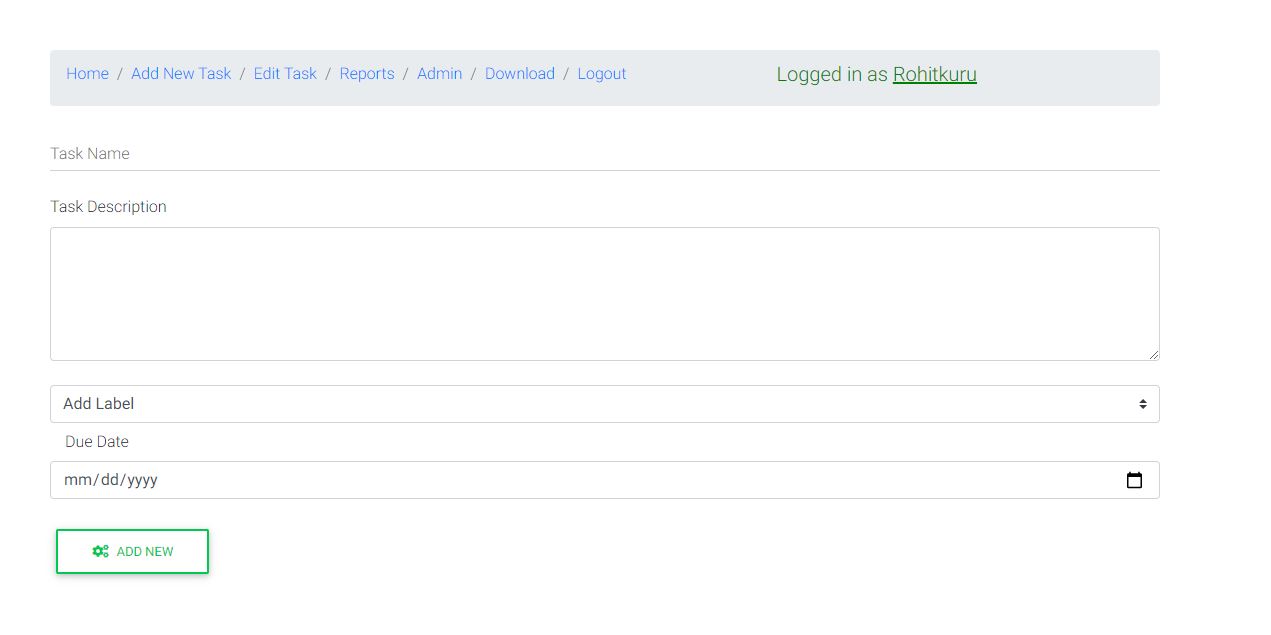 Home / Add New Task / Edit Task / Reports / Admin / Download / Logout Logged in as Rohitkuru
Task Name
Task Description
Add Label
Due Date
mm/dd/yyyy
ADD NEW